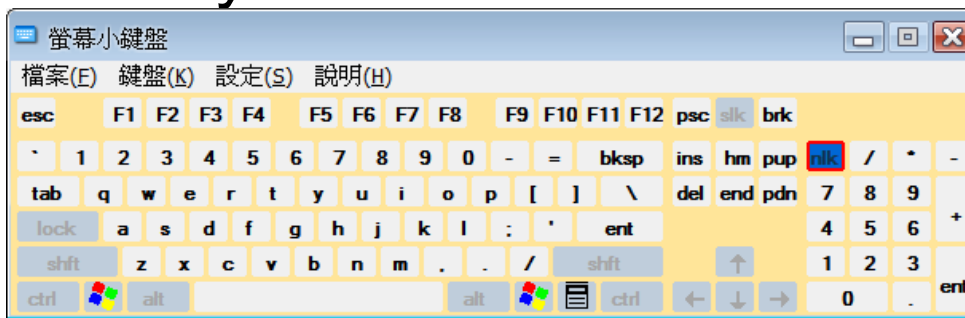 螢幕小鍵盤
檔案(F) 鍵盤(K) 設定(S) 說明(H)
esc F1 F2 F3 F4 F5 F6 F7 F8 F9 F10 F11 F12 psc slk brk
` 1 2 3 4 5 6 7 8 9 0 - = bksp ins hm pup nlk / * -
tab q w e r t y u i o p [ ] \ del end pdn 7 8 9 +
lock a s d f g h j k l ; ' ent 4 5 6
shft z x c v b n m , . / shft ↑ 1 2 3 ent
ctrl alt alt ctrl ← ↓ → 0 .